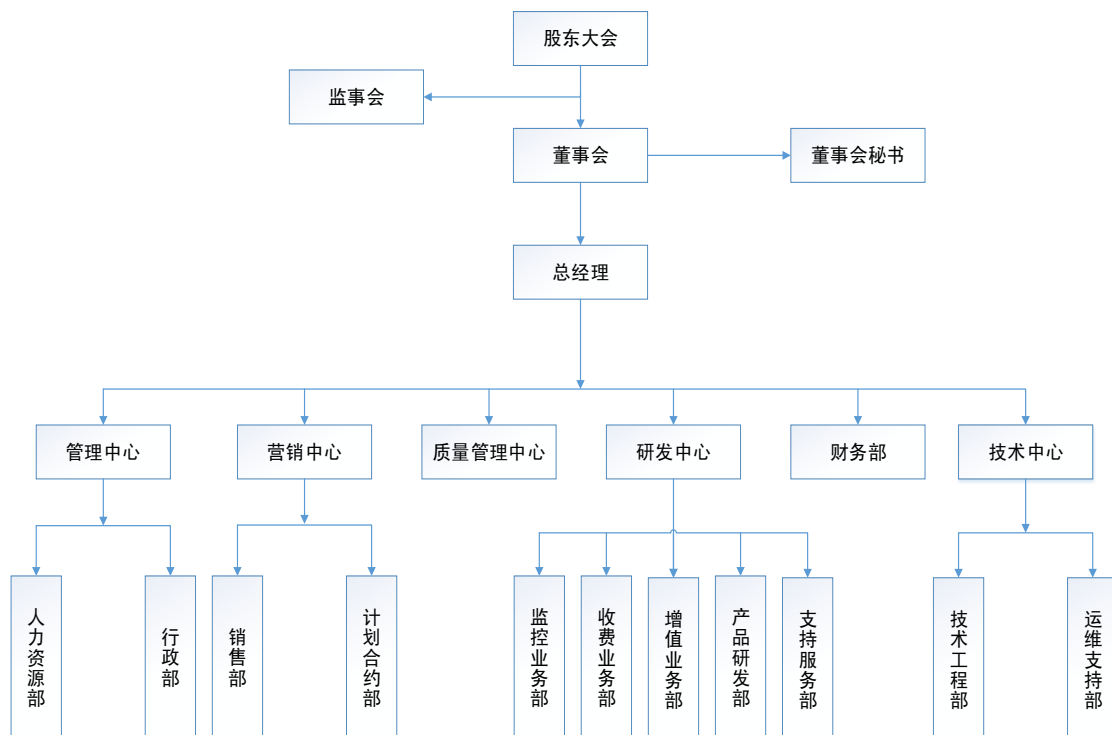 股东大会
监事会
董事会
董事会秘书
总经理
管理中心
营销中心
质量管理中心
研发中心
财务部
技术中心
人力资源部
行政部
销售部
计划合约部
监控业务部
收费业务部
增值业务部
产品研发部
支持服务部
技术工程部
运维支持部